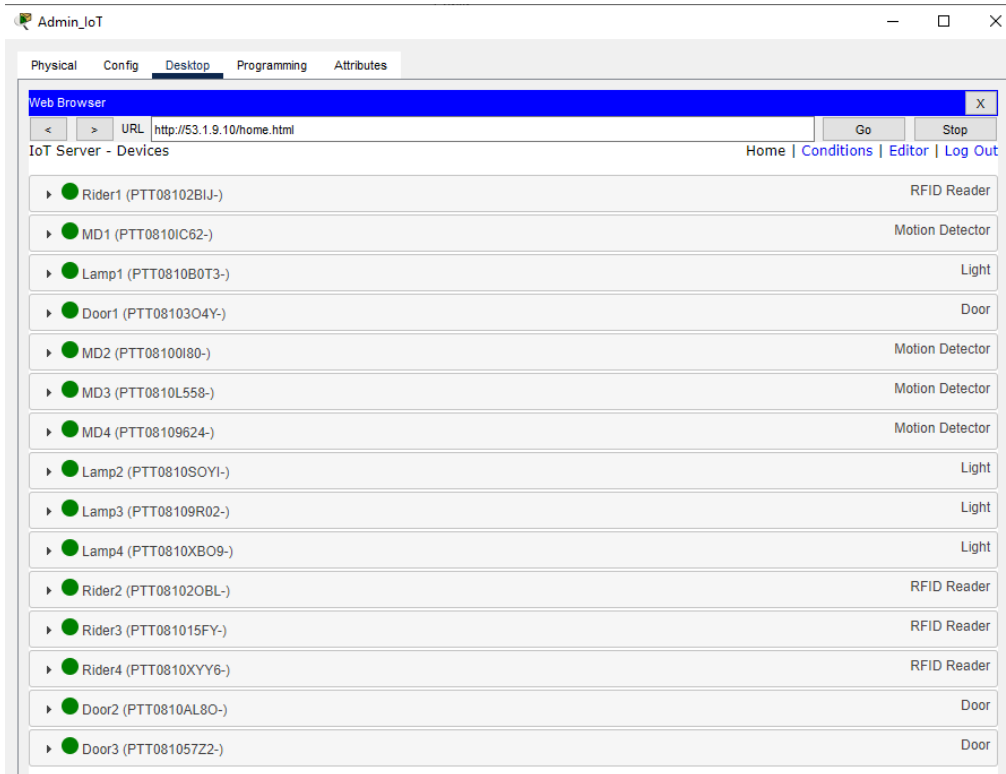 Admin_IoT
Physical Config Desktop Programming Attributes
Web Browser X
< > URL http://53.1.9.10/home.html Go Stop
IoT Server - Devices Home | Conditions | Editor | Log Out
Rider1 (PTT08102BIJ-) RFID Reader
MD1 (PTT0810IC62-) Motion Detector
Lamp1 (PTT0810B0T3-) Light
Door1 (PTT08103O4Y-) Door
MD2 (PTT08100I80-) Motion Detector
MD3 (PTT0810L558-) Motion Detector
MD4 (PTT08109624-) Motion Detector
Lamp2 (PTT0810SOYI-) Light
Lamp3 (PTT08109R02-) Light
Lamp4 (PTT0810XBO9-) Light
Rider2 (PTT08102OBL-) RFID Reader
Rider3 (PTT081015FY-) RFID Reader
Rider4 (PTT0810XYY6-) RFID Reader
Door2 (PTT0810AL8O-) Door
Door3 (PTT081057Z2-) Door